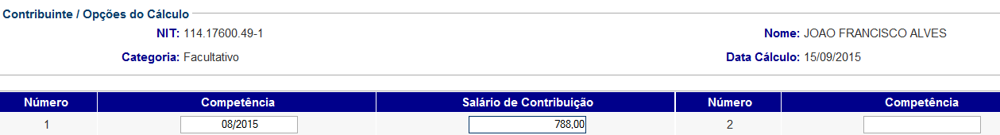 Contribuinte / Opções do Cálculo
NIT: 114.17600.49-1 Nome: JOAO FRANCISCO ALVES
Categoria: Facultativo Data Cálculo: 15/09/2015
Número Competência Salário de Contribuição Número Competência
1 08/2015 788,00 2